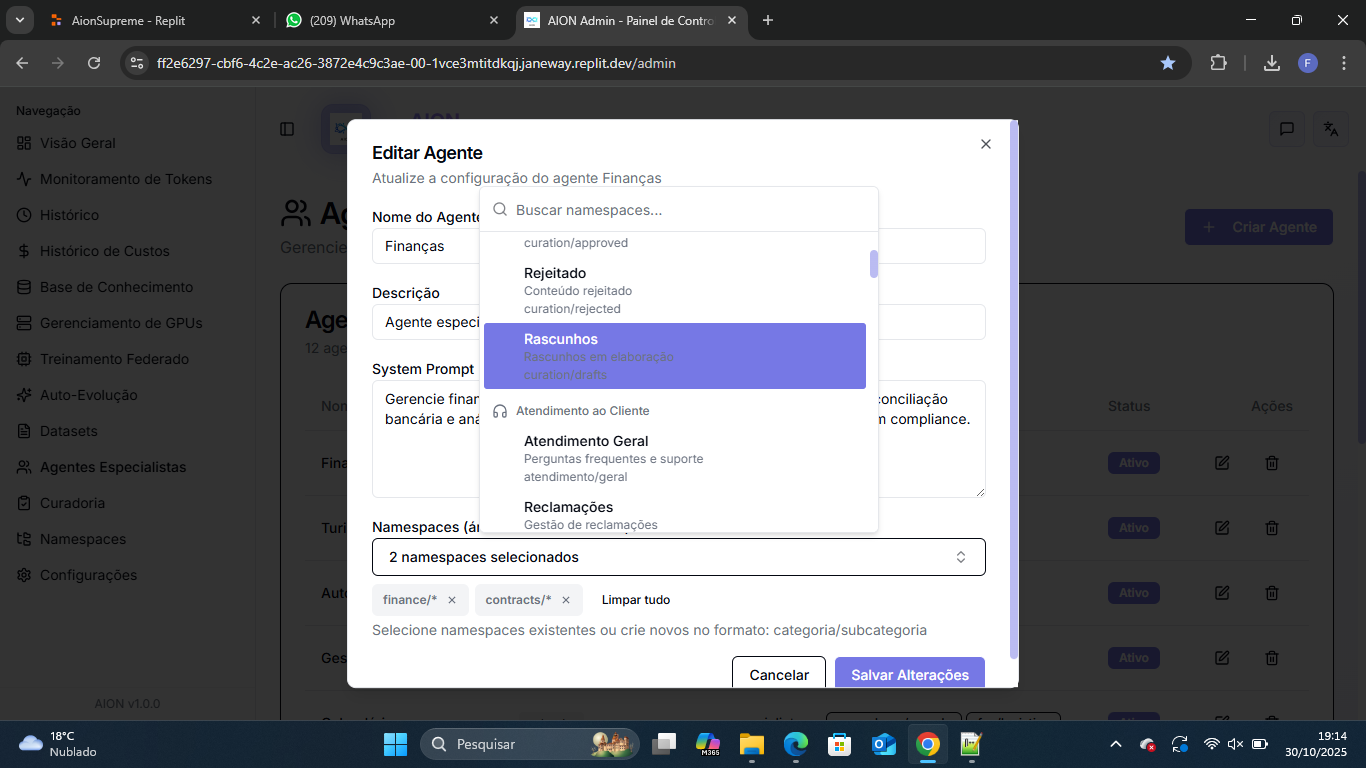 AionSupreme - Replit
(209) WhatsApp
AION Admin - Painel de Contro
ff2e6297-cbf6-4c2e-ac26-3872e4c9c3ae-00-1vce3mtitdkqj.janeway.replit.dev/admin
F
Navegação
Visão Geral
Monitoramento de Tokens
Histórico
Histórico de Custos
Base de Conhecimento
Gerenciamento de GPUs
Treinamento Federado
Auto-Evolução
Datasets
Agentes Especialistas
Curadoria
Namespaces
Configurações
AION v1.0.0
AION
Ag
Gerencie
Criar Agente
Age
12 age
Status
Ações
Ativo
Ativo
Ativo
Ativo
Editar Agente
Atualize a configuração do agente Finanças
Nome do Agente
Finanças
Descrição
Agente especi
System Prompt
Gerencie finan
conciliação
bancária e aná
m compliance.
Buscar namespaces...
curation/approved
Rejeitado
Conteúdo rejeitado
curation/rejected
Rascunhos
Rascunhos em elaboração
curation/drafts
Atendimento ao Cliente
Atendimento Geral
Perguntas frequentes e suporte
atendimento/geral
Reclamações
Gestão de reclamações
Namespaces (ár
2 namespaces selecionados
finance/*
contracts/*
Limpar tudo
Selecione namespaces existentes ou crie novos no formato: categoria/subcategoria
Cancelar
Salvar Alterações
18°C
Nublado
Pesquisar
M365
19:14
30/10/2025